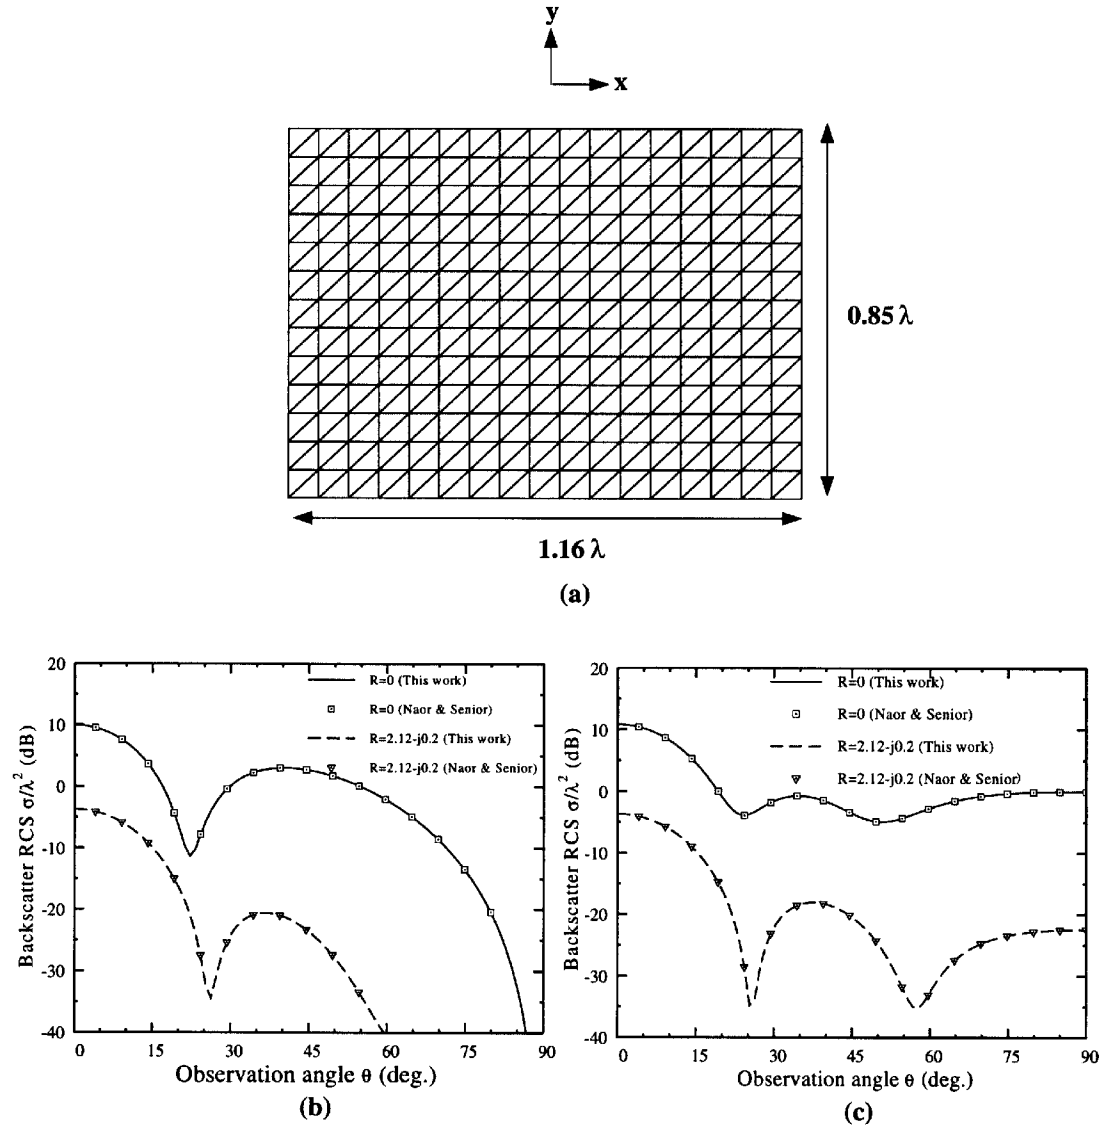 y
x
0.85 λ
1.16 λ
(a)
20
10
0
-10
-20
-30
-40
Backscatter RCS σ/λ² (dB)
R=0 (This work)
R=0 (Naor & Senior)
R=2.12-j0.2 (This work)
R=2.12-j0.2 (Naor & Senior)
0 15 30 45 60 75 90
Observation angle θ (deg.)
(b)
20
10
0
-10
-20
-30
-40
Backscatter RCS σ/λ² (dB)
R=0 (This work)
R=0 (Naor & Senior)
R=2.12-j0.2 (This work)
R=2.12-j0.2 (Naor & Senior)
0 15 30 45 60 75 90
Observation angle θ (deg.)
(c)